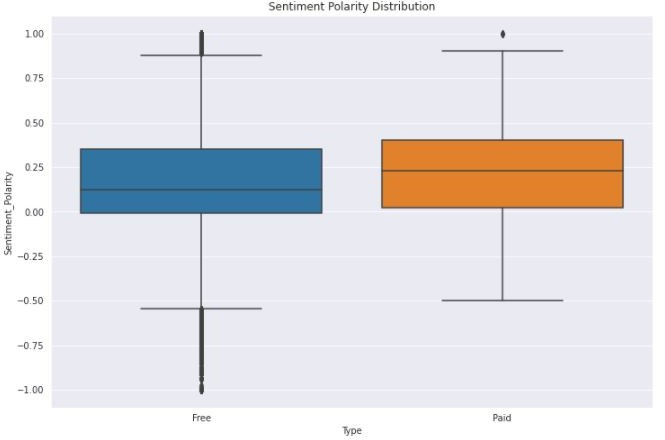 Sentiment Polarity Distribution
1.00
0.75
0.50
0.25
0.00
−0.25
−0.50
−0.75
−1.00
Sentiment_Polarity
Free
Paid
Type